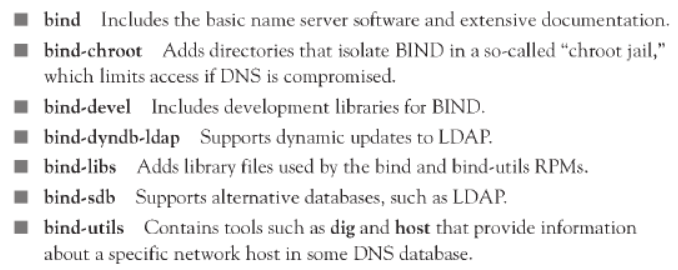 ■ bind Includes the basic name server software and extensive documentation.
■ bind-chroot Adds directories that isolate BIND in a so-called “chroot jail,”
which limits access if DNS is compromised.
■ bind-devel Includes development libraries for BIND.
■ bind-dyndb-ldap Supports dynamic updates to LDAP.
■ bind-libs Adds library files used by the bind and bind-utils RPMs.
■ bind-sdb Supports alternative databases, such as LDAP.
■ bind-utils Contains tools such as dig and host that provide information
about a specific network host in some DNS database.